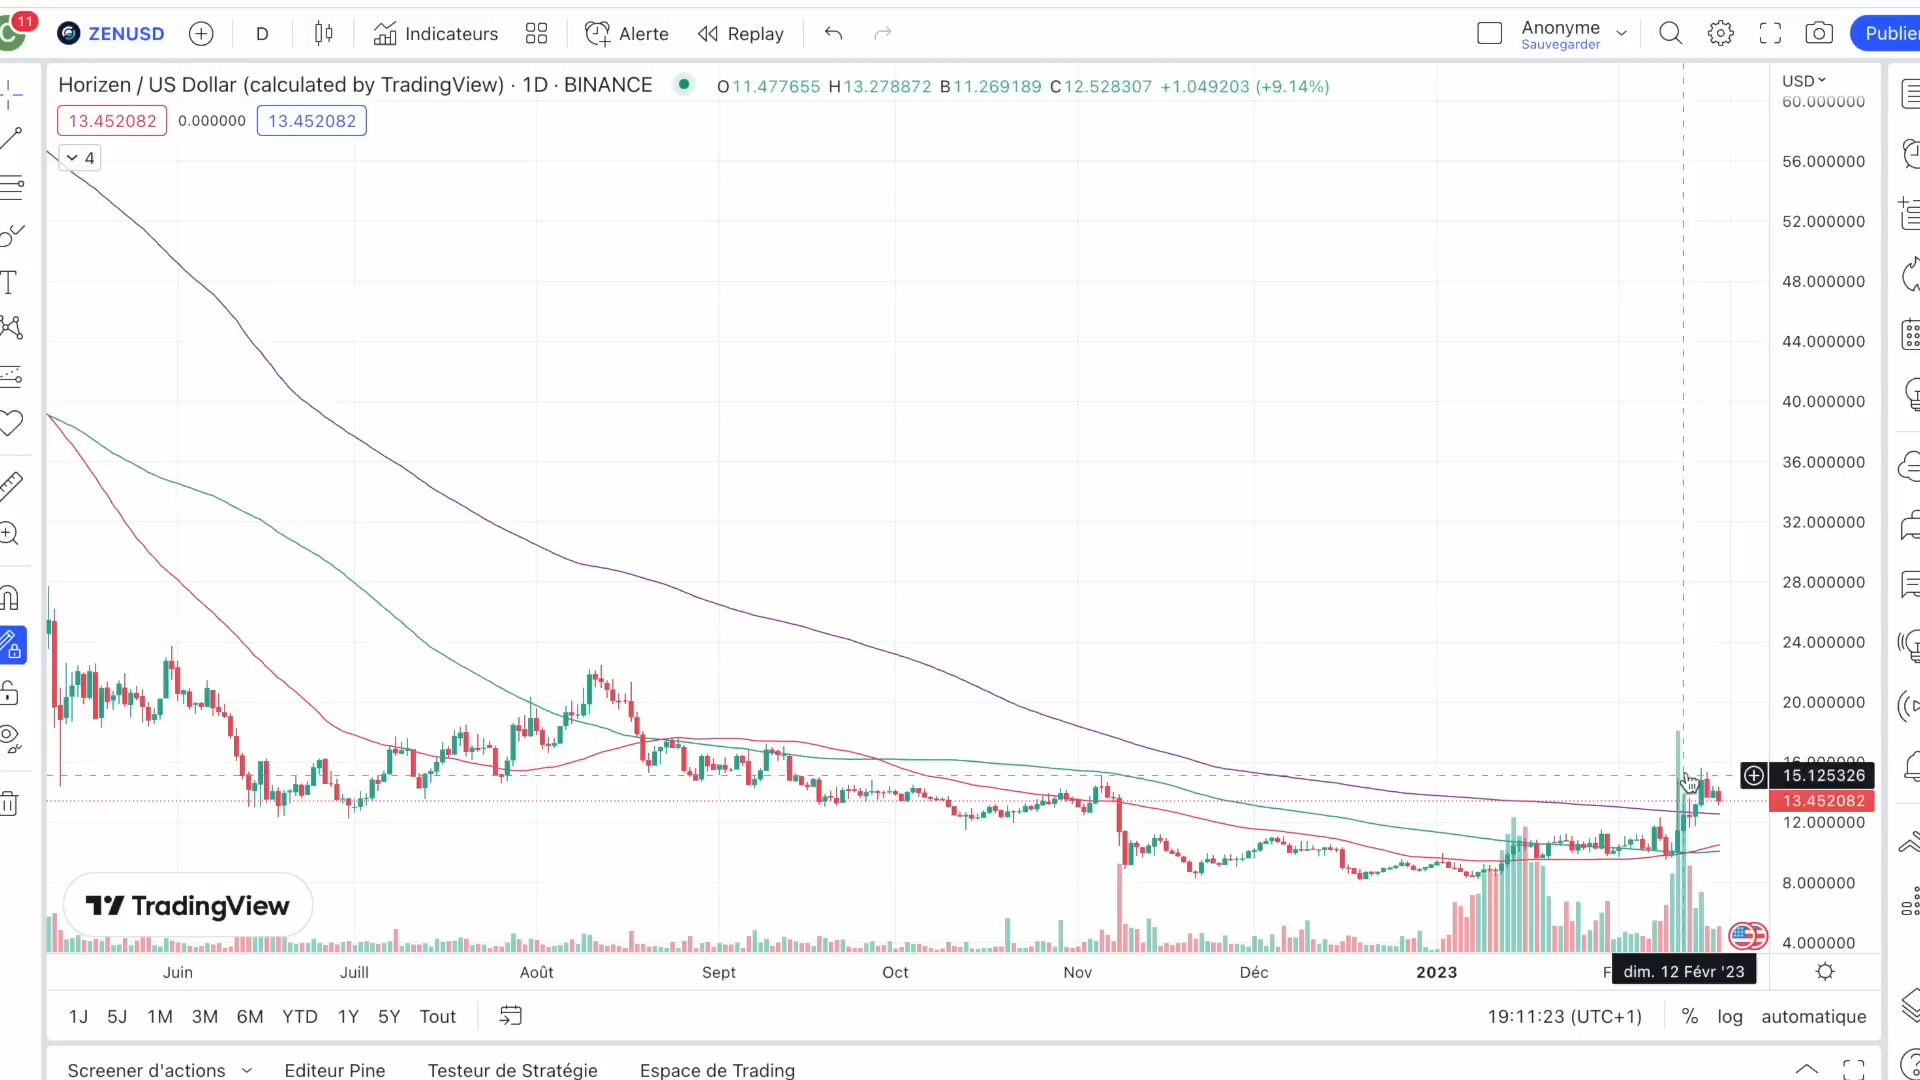 11
C
ZENUSD
D
Indicateurs
Alerte
Replay
Anonyme
Sauvegarder
Publier
Horizen / US Dollar (calculated by TradingView) · 1D · BINANCE
O11.477655 H13.278872 B11.269189 C12.528307 +1.049203 (+9.14%)
13.452082 0.000000 13.452082
4
USD
60.000000
56.000000
52.000000
48.000000
44.000000
40.000000
36.000000
32.000000
28.000000
24.000000
20.000000
16.000000
15.125326
13.452082
12.000000
8.000000
4.000000
TradingView
Juin Juill Août Sept Oct Nov Déc 2023 F dim. 12 Févr '23
1J 5J 1M 3M 6M YTD 1Y 5Y Tout
19:11:23 (UTC+1) % log automatique
Screener d'actions Editeur Pine Testeur de Stratégie Espace de Trading